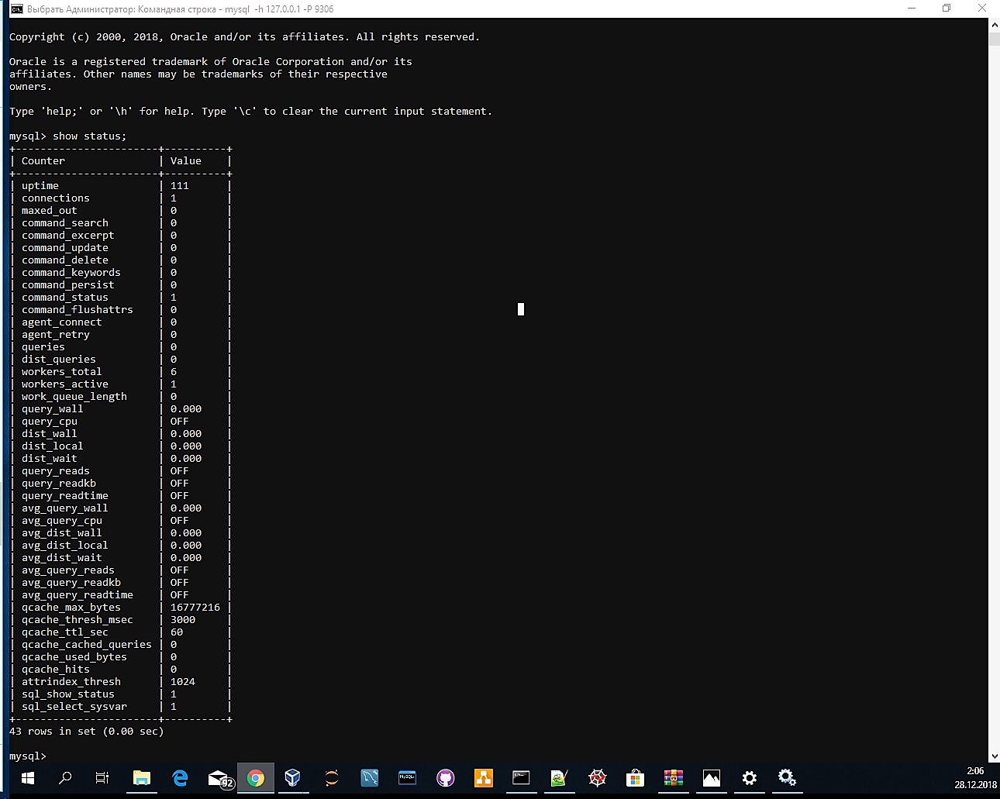 Выбрать Администратор: Командная строка - mysql -h 127.0.0.1 -P 9306
Copyright (c) 2000, 2018, Oracle and/or its affiliates. All rights reserved.
Oracle is a registered trademark of Oracle Corporation and/or its
affiliates. Other names may be trademarks of their respective
owners.
Type 'help;' or '\h' for help. Type '\c' to clear the current input statement.
mysql> show status;
+-----------------------+----------+
| Counter | Value |
+-----------------------+----------+
| uptime | 111 |
| connections | 1 |
| maxed_out | 0 |
| command_search | 0 |
| command_excerpt | 0 |
| command_update | 0 |
| command_delete | 0 |
| command_keywords | 0 |
| command_persist | 0 |
| command_status | 1 |
| command_flushattrs | 0 |
| agent_connect | 0 |
| agent_retry | 0 |
| queries | 0 |
| dist_queries | 0 |
| workers_total | 6 |
| workers_active | 1 |
| work_queue_length | 0 |
| query_wall | 0.000 |
| query_cpu | OFF |
| dist_wall | 0.000 |
| dist_local | 0.000 |
| dist_wait | 0.000 |
| query_reads | OFF |
| query_readkb | OFF |
| query_readtime | OFF |
| avg_query_wall | 0.000 |
| avg_query_cpu | OFF |
| avg_dist_wall | 0.000 |
| avg_dist_local | 0.000 |
| avg_dist_wait | 0.000 |
| avg_query_reads | OFF |
| avg_query_readkb | OFF |
| avg_query_readtime | OFF |
| qcache_max_bytes | 16777216 |
| qcache_thresh_msec | 3000 |
| qcache_ttl_sec | 60 |
| qcache_cached_queries | 0 |
| qcache_used_bytes | 0 |
| qcache_hits | 0 |
| attrindex_thresh | 1024 |
| sql_show_status | 1 |
| sql_select_sysvar | 1 |
+-----------------------+----------+
43 rows in set (0.00 sec)
mysql>
92
MySQL
2:06
28.12.2018